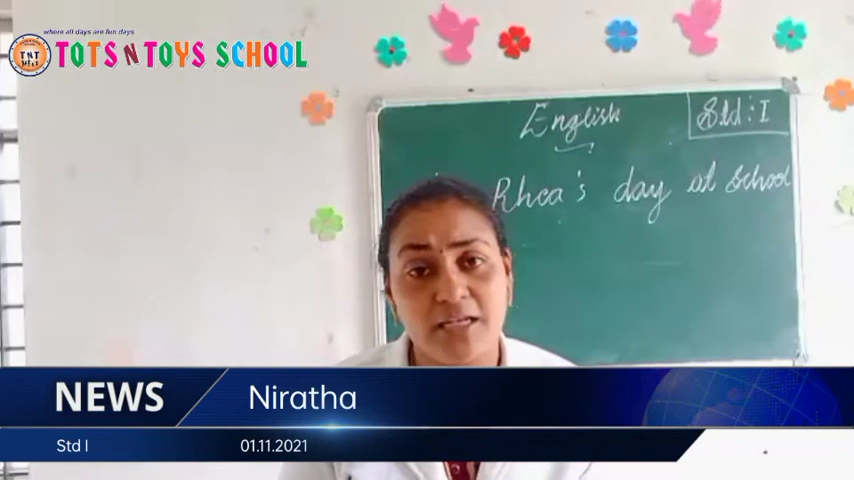 where all days are fun days
TNT
TOTS N TOYS SCHOOL
English
Std : I
Rhea's day at school
NEWS
Niratha
Std I
01.11.2021